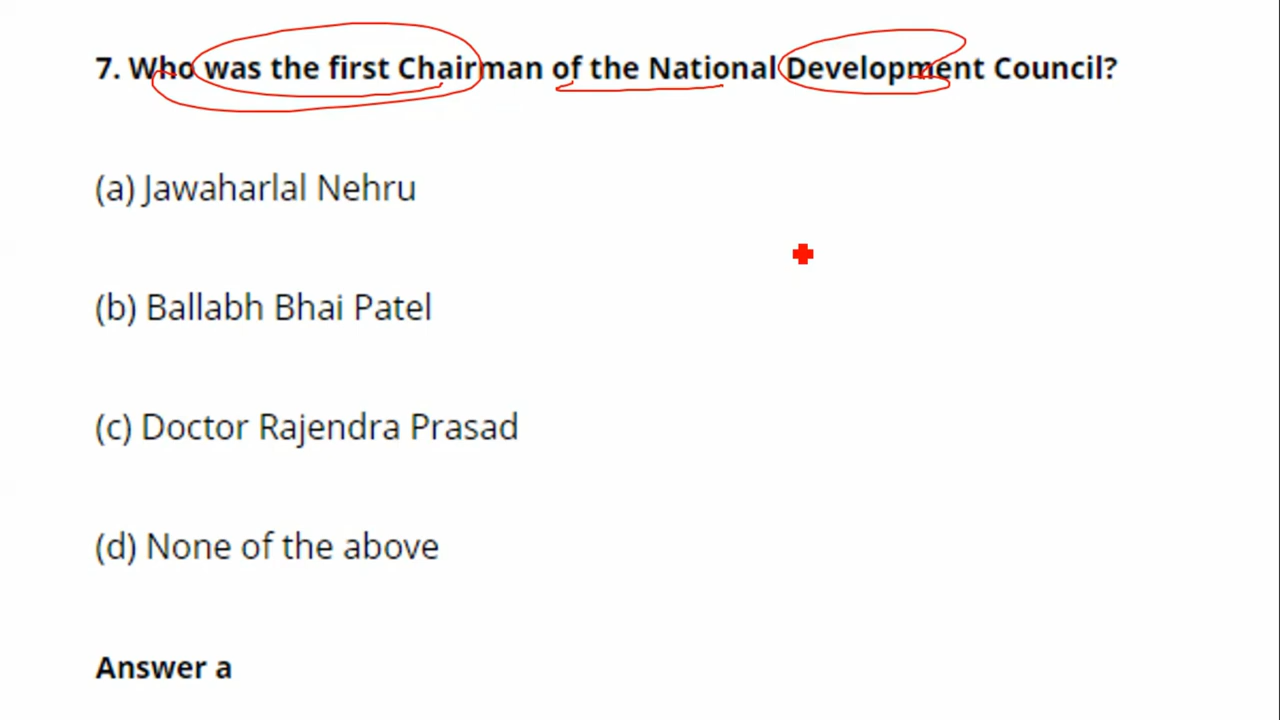 7. Who was the first Chairman of the National Development Council?
(a) Jawaharlal Nehru
(b) Ballabh Bhai Patel
(c) Doctor Rajendra Prasad
(d) None of the above
Answer a